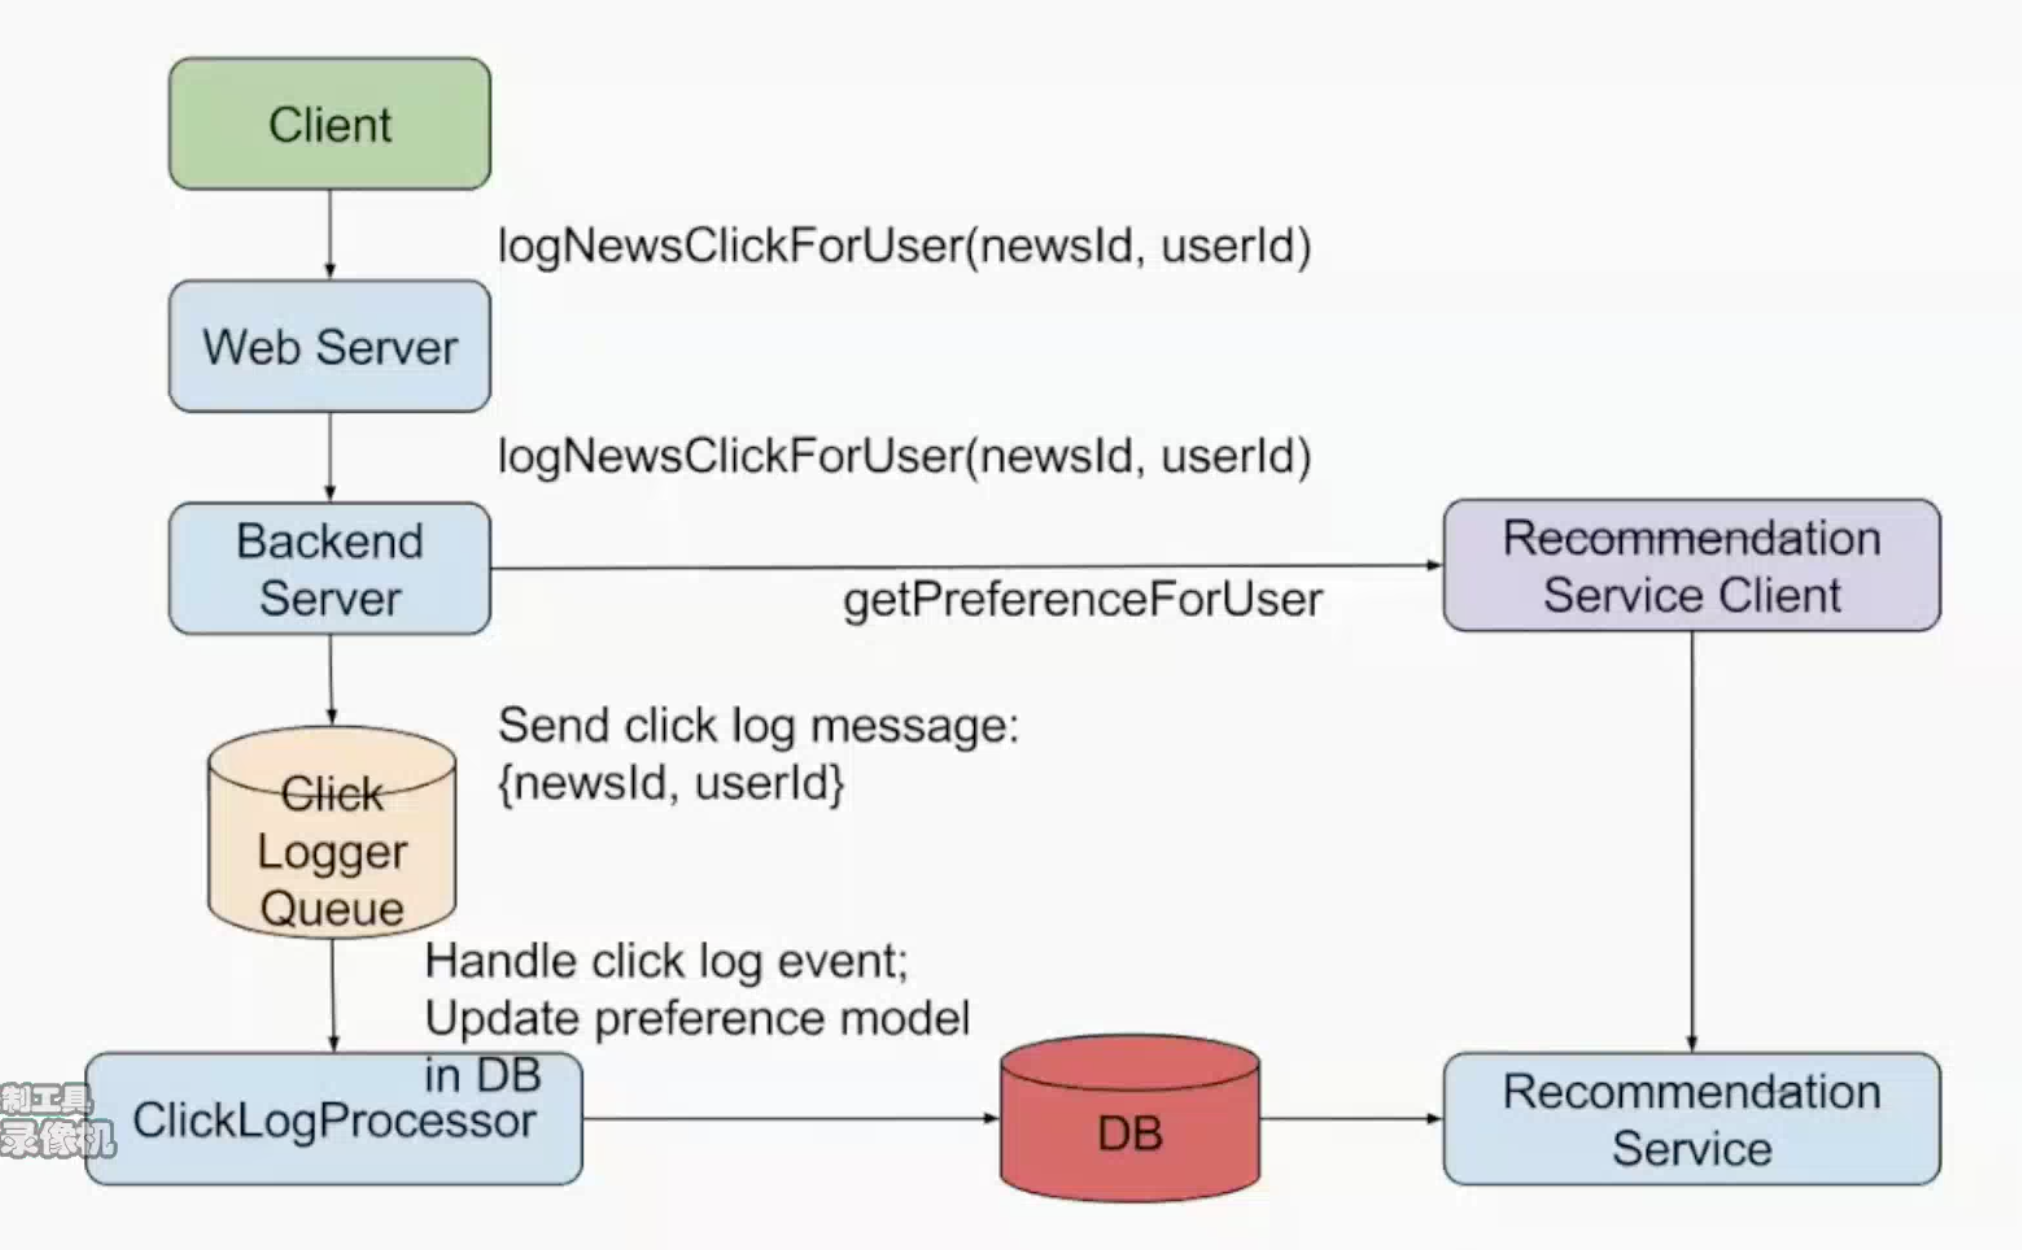 Client
logNewsClickForUser(newsId, userId)
Web Server
logNewsClickForUser(newsId, userId)
Backend
Server
getPreferenceForUser
Recommendation
Service Client
Send click log message:
{newsId, userId}
Click
Logger
Queue
Handle click log event;
Update preference model
in DB
ClickLogProcessor
DB
Recommendation
Service
制工具
录像机